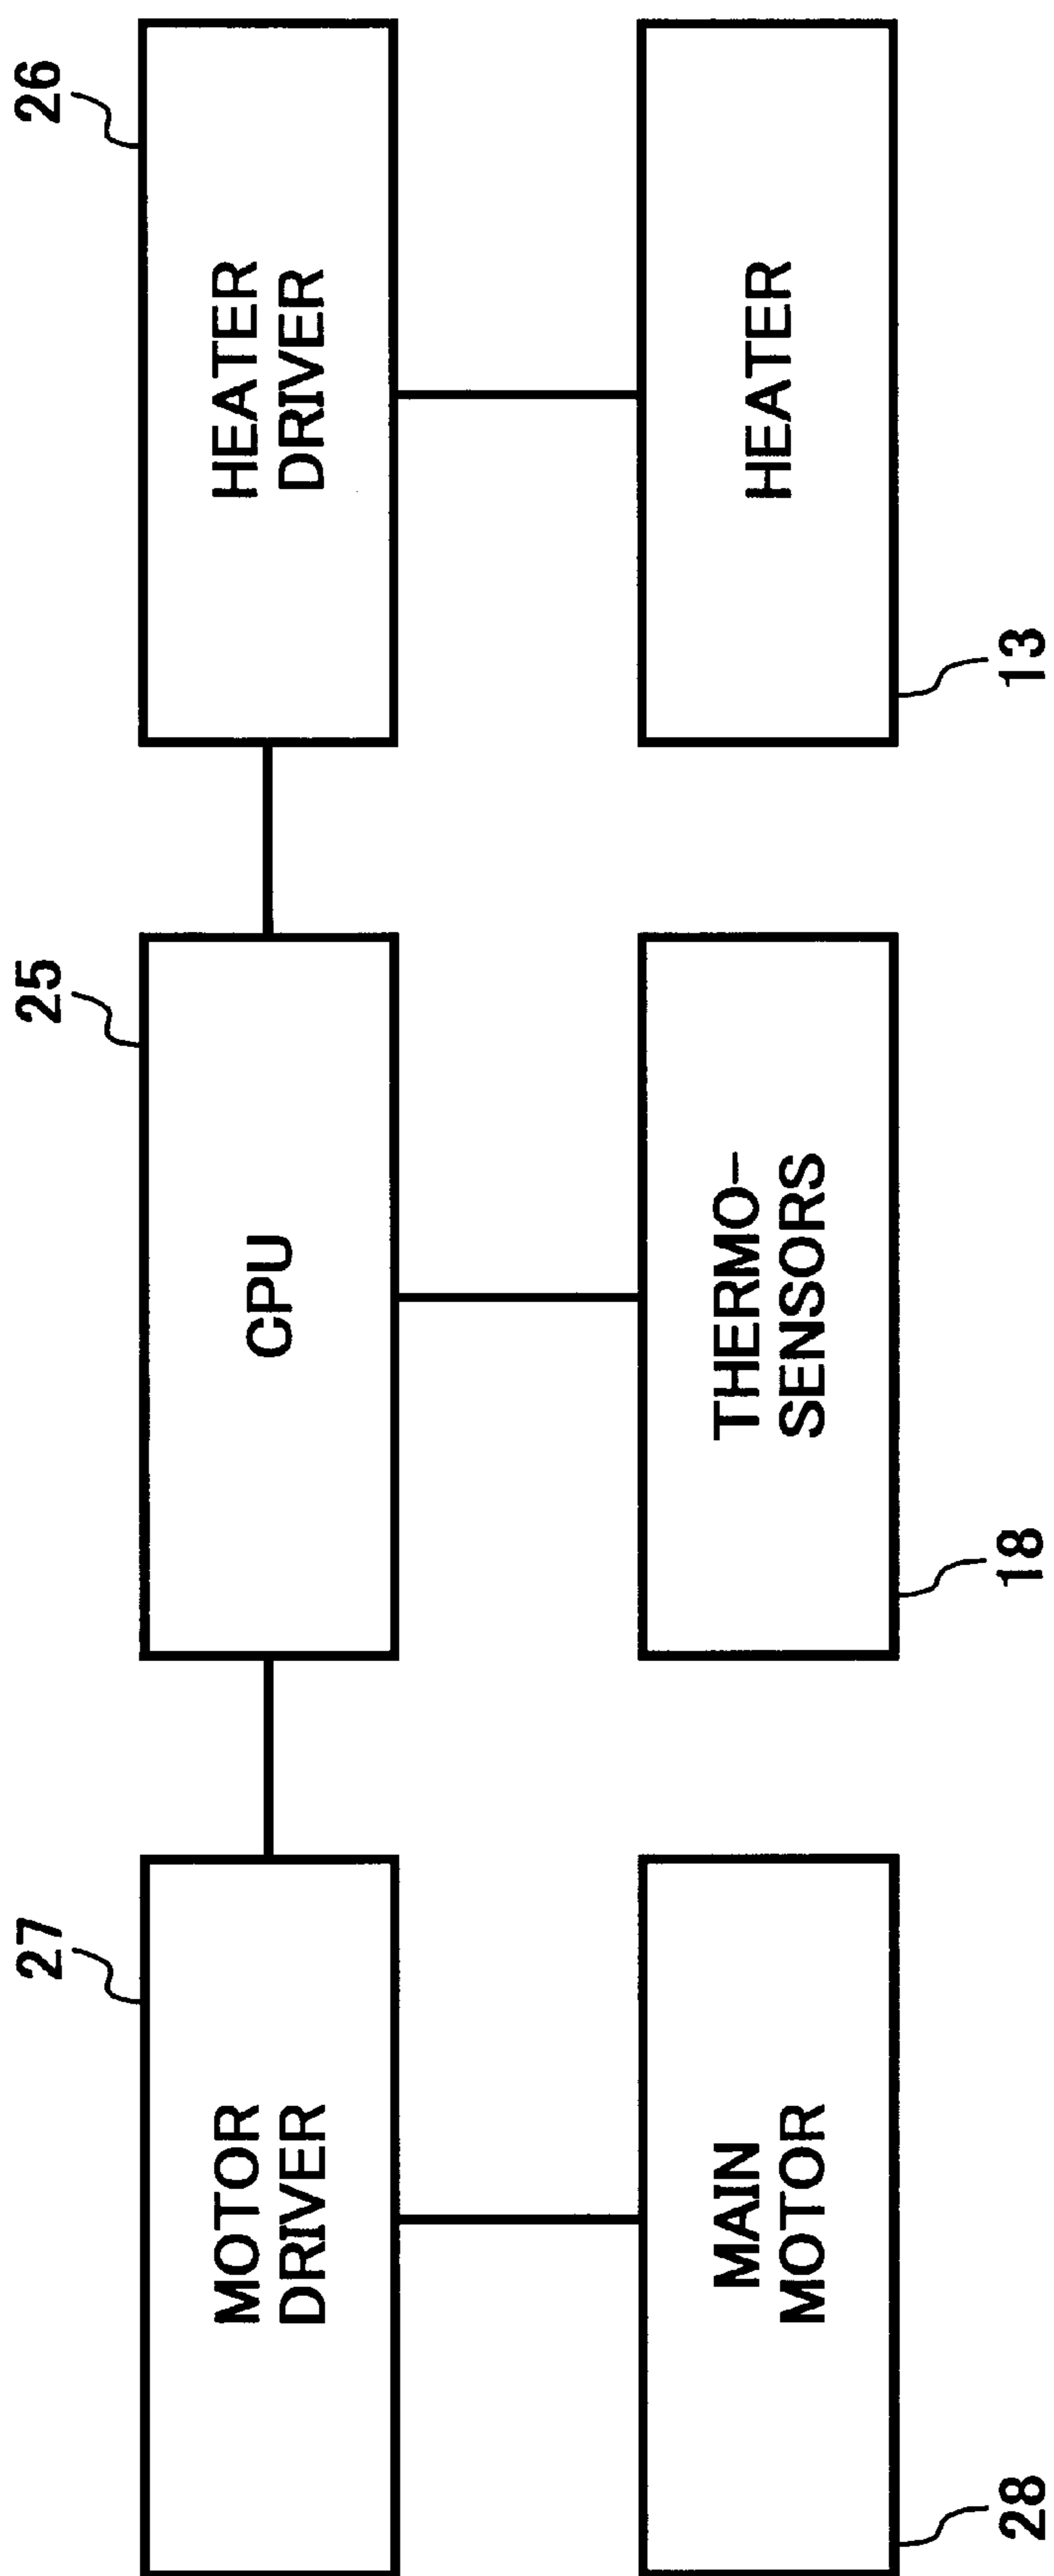 27
MOTOR
DRIVER
25
CPU
26
HEATER
DRIVER
MAIN
MOTOR
28
THERMO-
SENSORS
18
HEATER
13